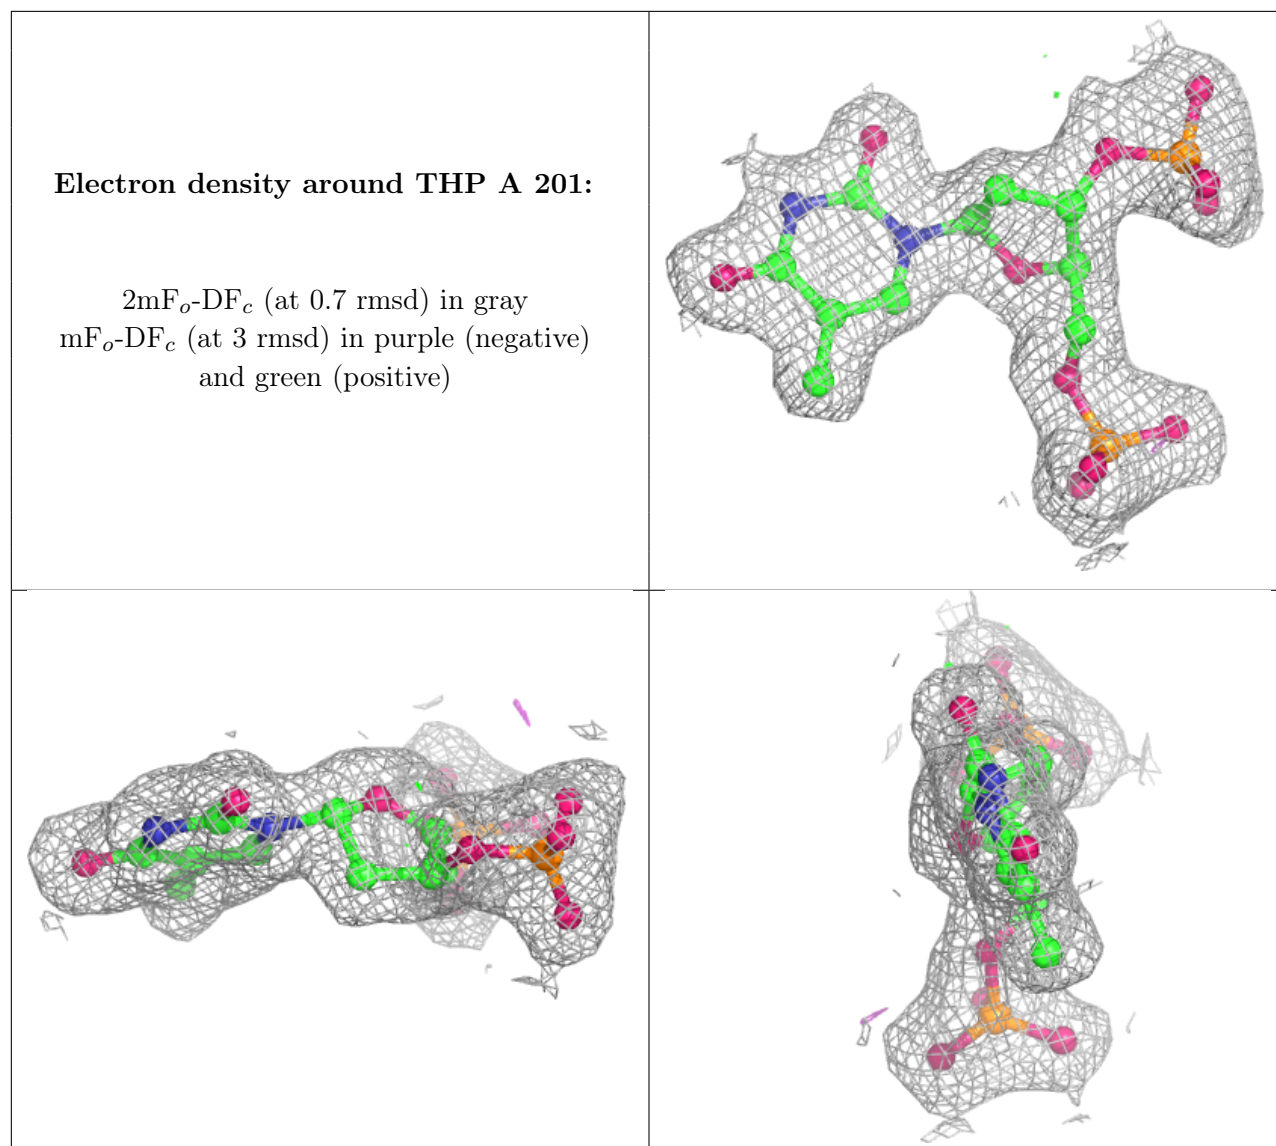 Electron density around THP A 201:
2mFo-DFc (at 0.7 rmsd) in gray
mFo-DFc (at 3 rmsd) in purple (negative)
and green (positive)